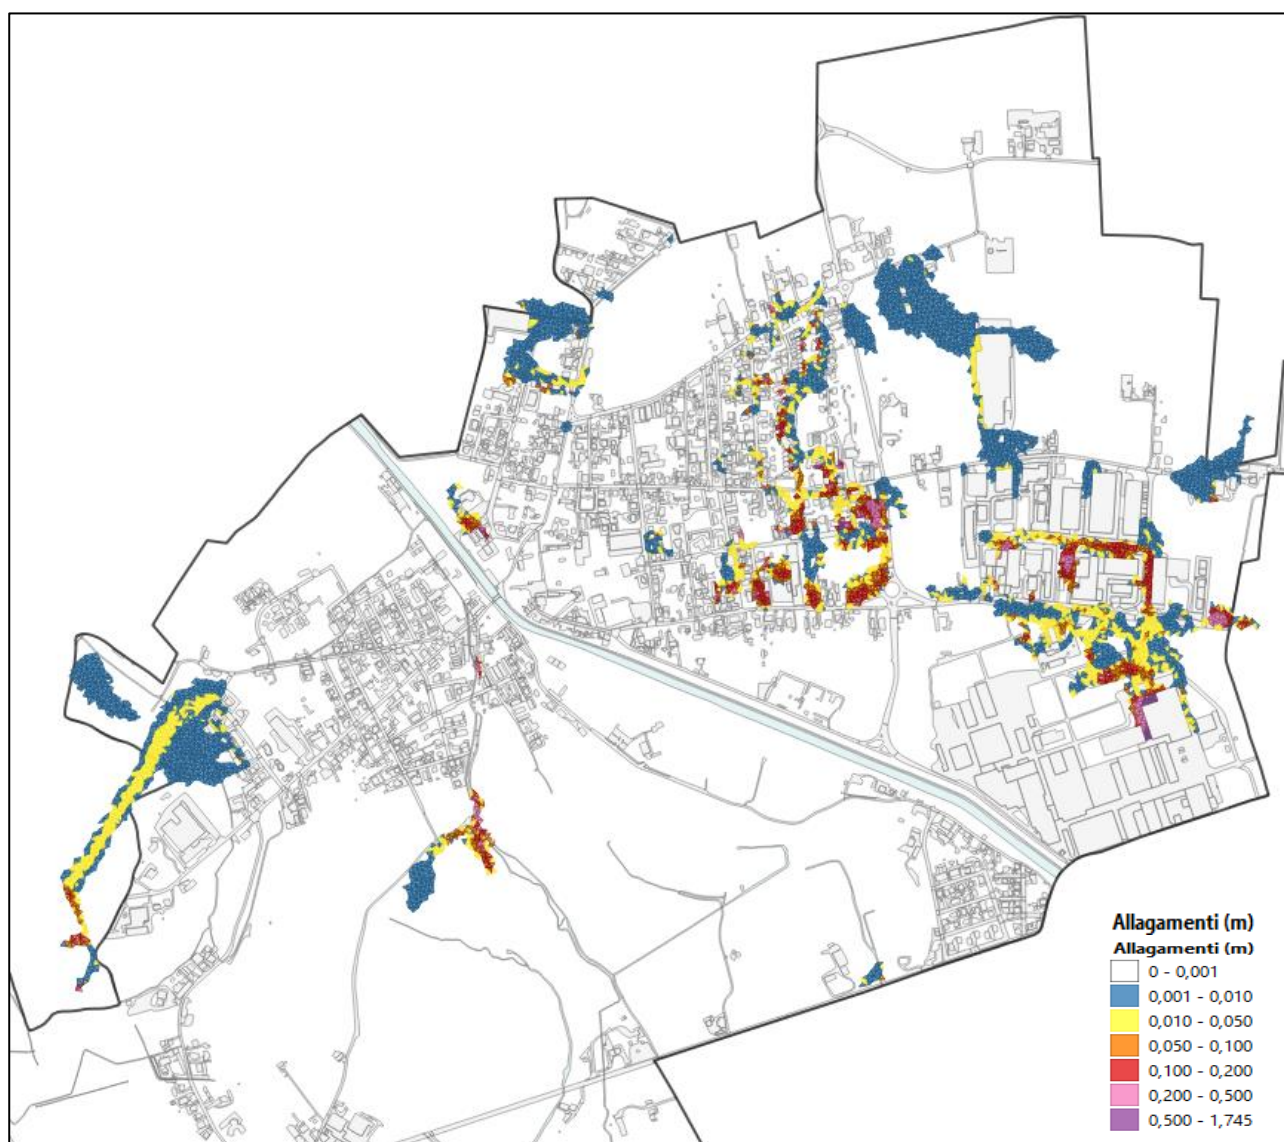 Allagamenti (m)
Allagamenti (m)
0 - 0,001
0,001 - 0,010
0,010 - 0,050
0,050 - 0,100
0,100 - 0,200
0,200 - 0,500
0,500 - 1,745